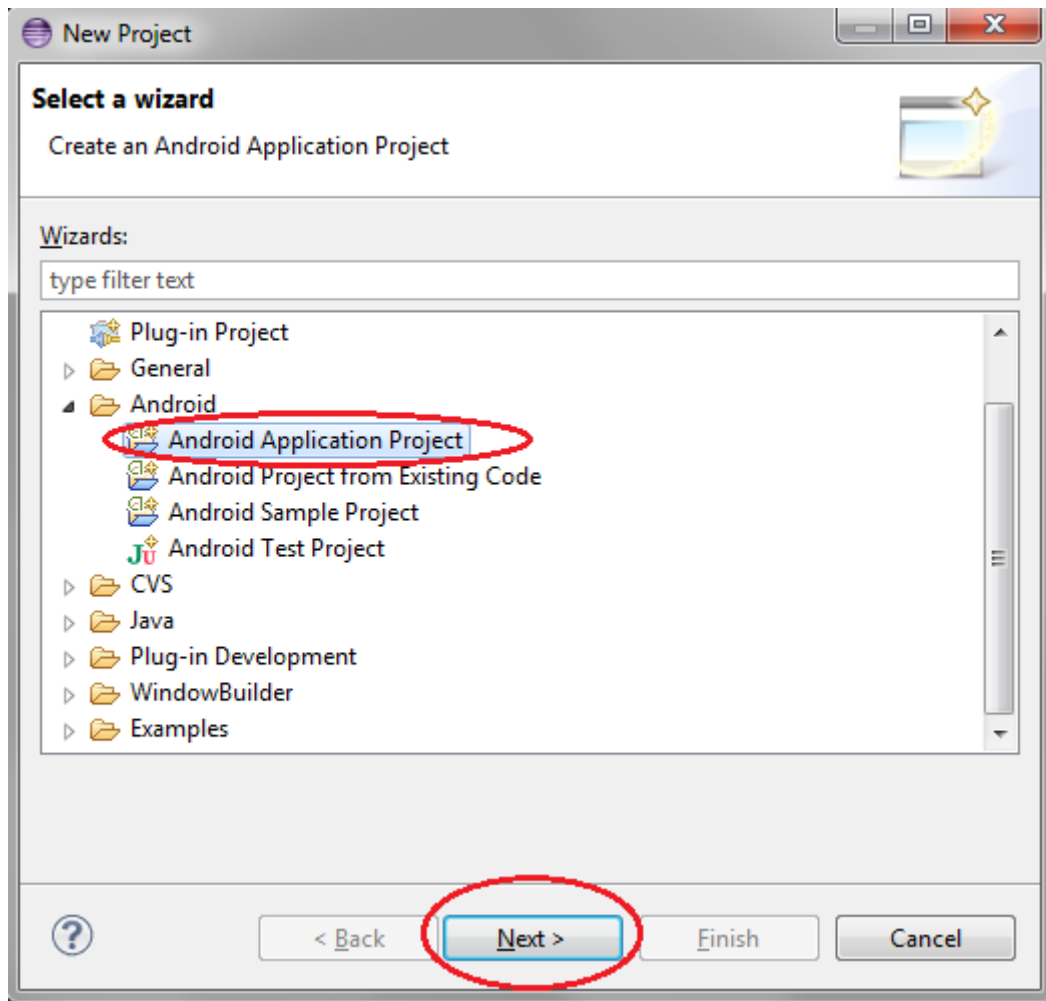 New Project
Select a wizard
Create an Android Application Project
Wizards:
type filter text
Plug-in Project
General
Android
Android Application Project
Android Project from Existing Code
Android Sample Project
Android Test Project
CVS
Java
Plug-in Development
WindowBuilder
Examples
? < Back Next > Finish Cancel